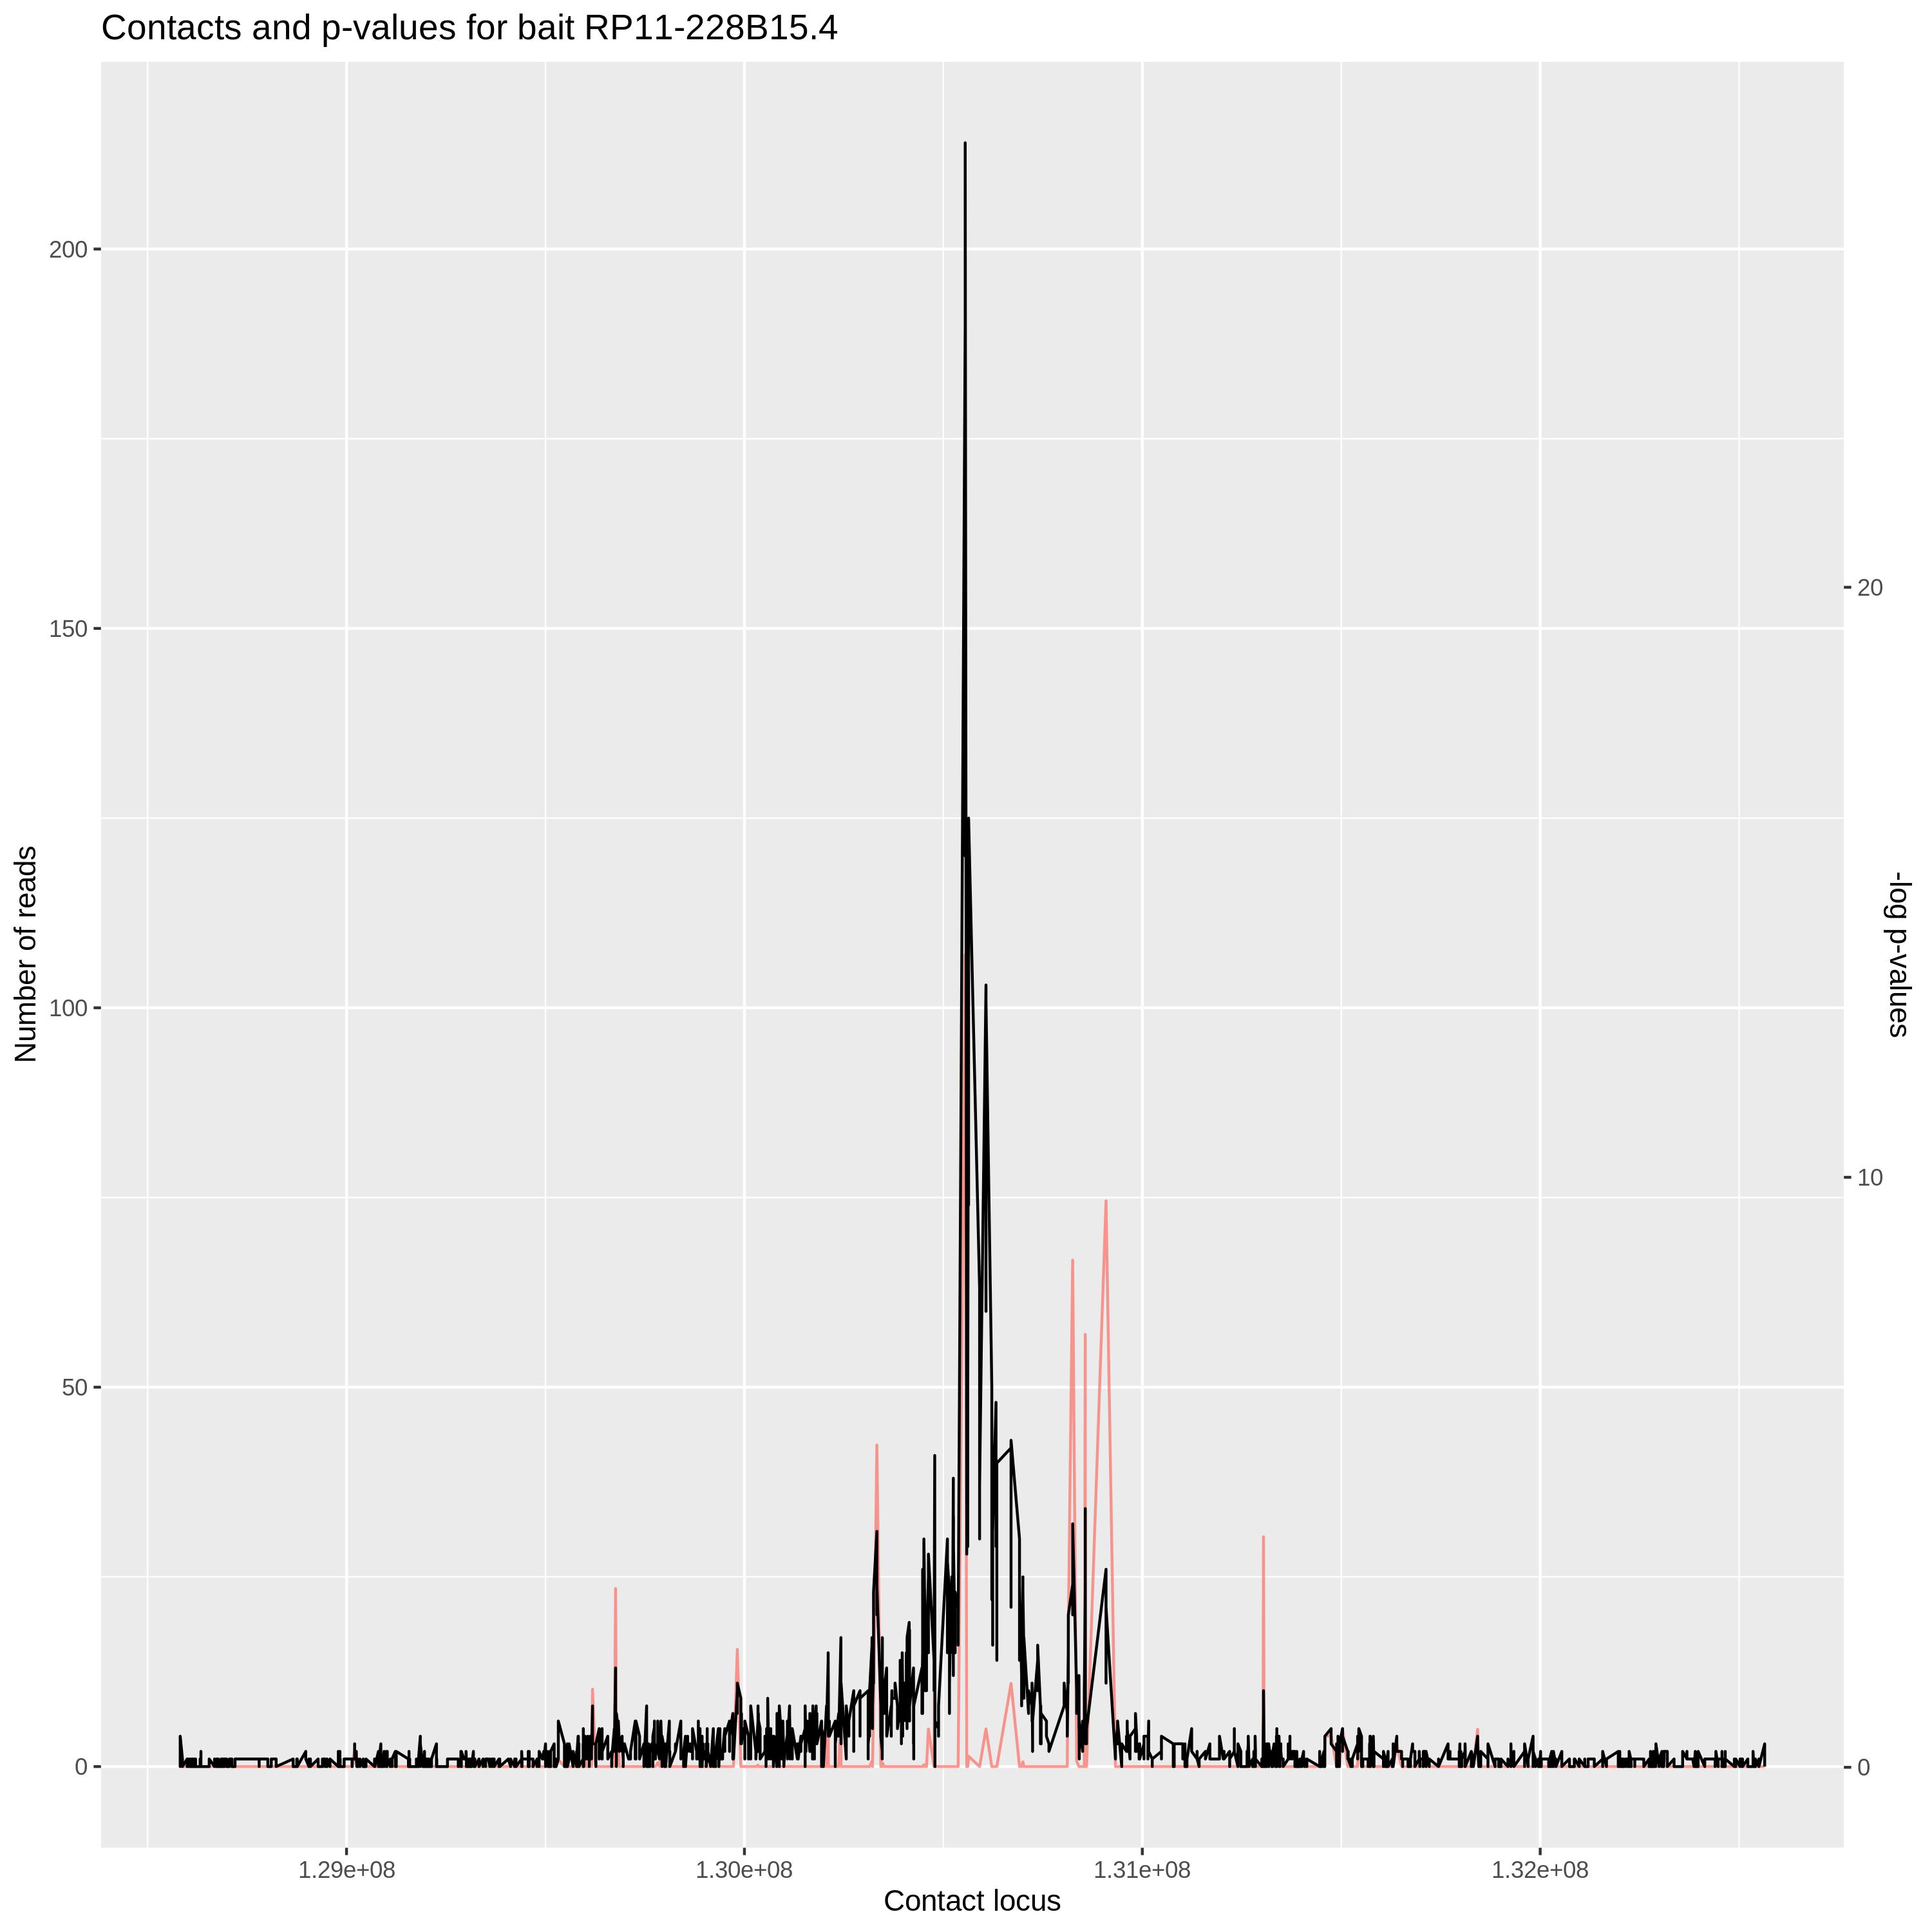 Contacts and p-values for bait RP11-228B15.4
200
150
100
50
0
Number of reads
20
10
0
-log p-values
1.29e+08
1.30e+08
1.31e+08
1.32e+08
Contact locus